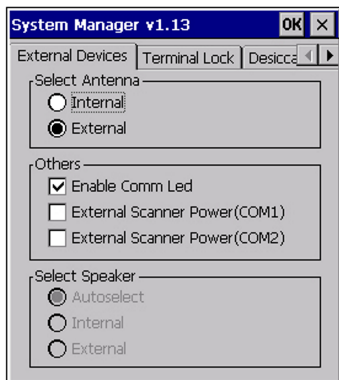 System Manager v1.13 OK ×
External Devices Terminal Lock Desicca
Select Antenna
Internal
External
Others
Enable Comm Led
External Scanner Power(COM1)
External Scanner Power(COM2)
Select Speaker
Autoselect
Internal
External